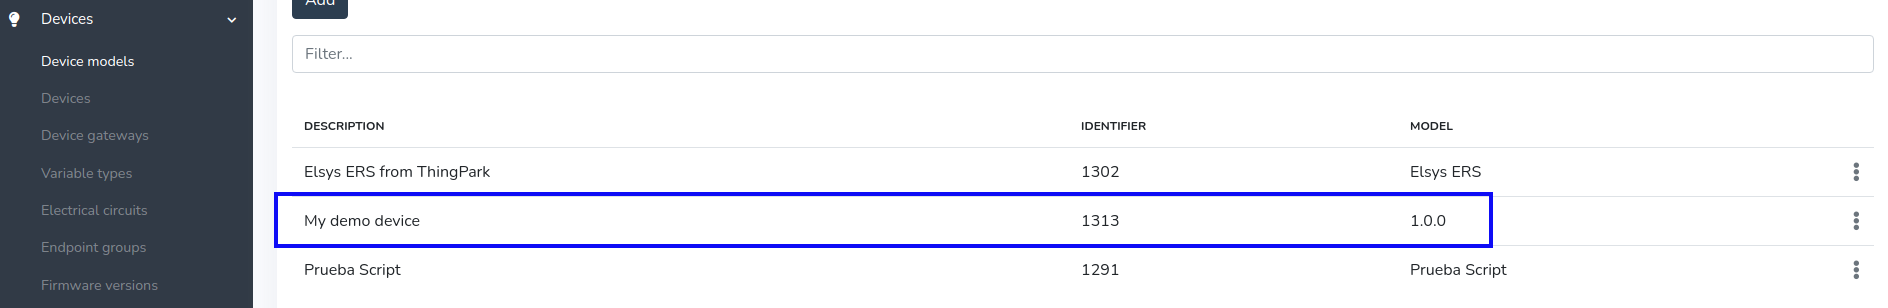 Devices
Device models
Devices
Device gateways
Variable types
Electrical circuits
Endpoint groups
Firmware versions
Add
Filter...
DESCRIPTION IDENTIFIER MODEL
Elsys ERS from ThingPark 1302 Elsys ERS
My demo device 1313 1.0.0
Prueba Script 1291 Prueba Script